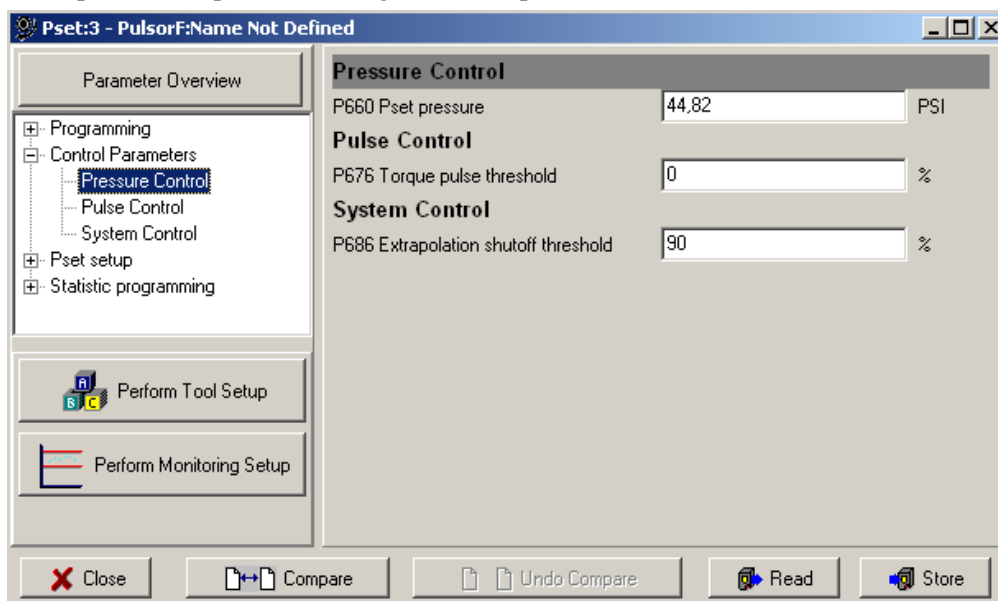 Pset:3 - PulsorF:Name Not Defined
Parameter Overview
Programming
Control Parameters
Pressure Control
Pulse Control
System Control
Pset setup
Statistic programming
A
B C
Perform Tool Setup
Perform Monitoring Setup
Pressure Control
P660 Pset pressure 44,82 PSI
Pulse Control
P676 Torque pulse threshold 0 %
System Control
P686 Extrapolation shutoff threshold 90 %
Close Compare Undo Compare Read Store